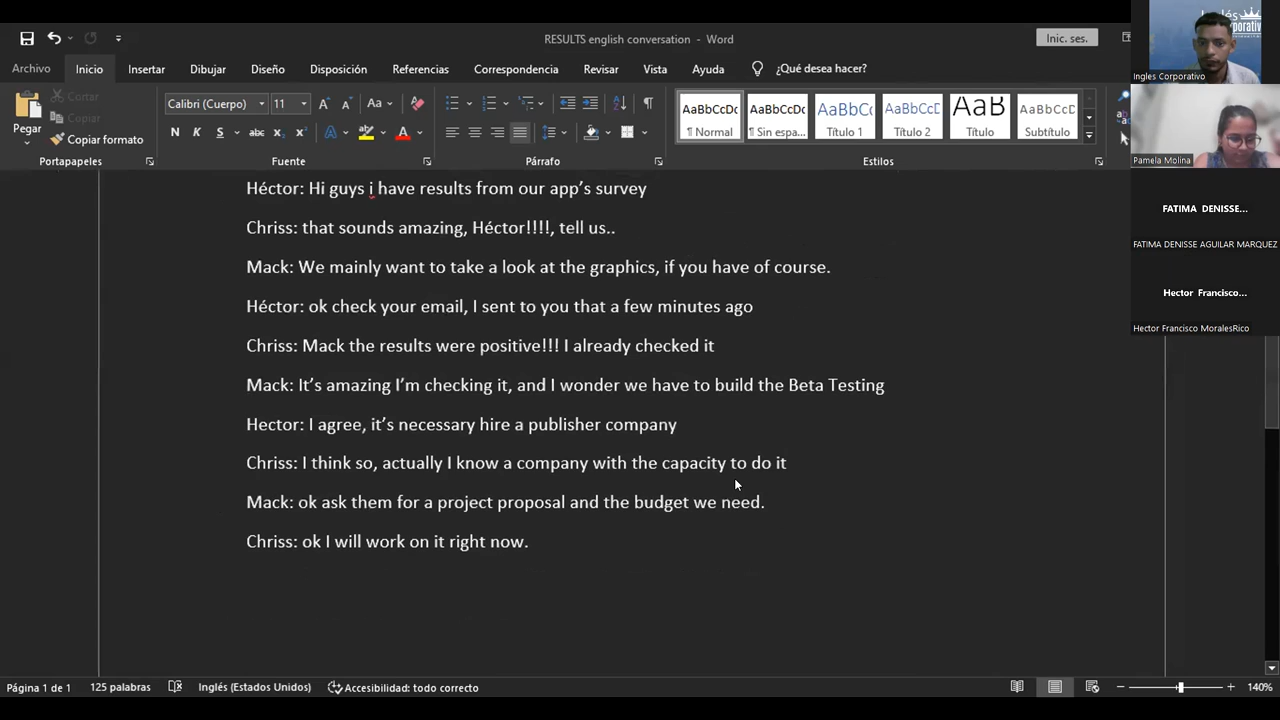 RESULTS english conversation - Word
Inic. ses.
Archivo Inicio Insertar Dibujar Diseño Disposición Referencias Correspondencia Revisar Vista Ayuda ¿Qué desea hacer?
Pegar
Cortar
Copiar
Copiar formato
Calibri (Cuerpo) 11
Aa
N K S abc
AaBbCcDc AaBbCcDc AaBbCcD AaBbCcD AaB AaBbCcD
¶ Normal ¶ Sin espa... Título 1 Título 2 Título Subtítulo
Portapapeles Fuente Párrafo Estilos
Héctor: Hi guys i have results from our app's survey
Chriss: that sounds amazing, Héctor!!!!, tell us..
Mack: We mainly want to take a look at the graphics, if you have of course.
Héctor: ok check your email, I sent to you that a few minutes ago
Chriss: Mack the results were positive!!! I already checked it
Mack: It's amazing I'm checking it, and I wonder we have to build the Beta Testing
Hector: I agree, it's necessary hire a publisher company
Chriss: I think so, actually I know a company with the capacity to do it
Mack: ok ask them for a project proposal and the budget we need.
Chriss: ok I will work on it right now.
Página 1 de 1 125 palabras Inglés (Estados Unidos) Accesibilidad: todo correcto 140%
Ingles Corporativo
Pamela Molina
FATIMA DENISSE...
FATIMA DENISSE AGUILAR MARQUEZ
Hector Francisco...
Hector Francisco MoralesRico